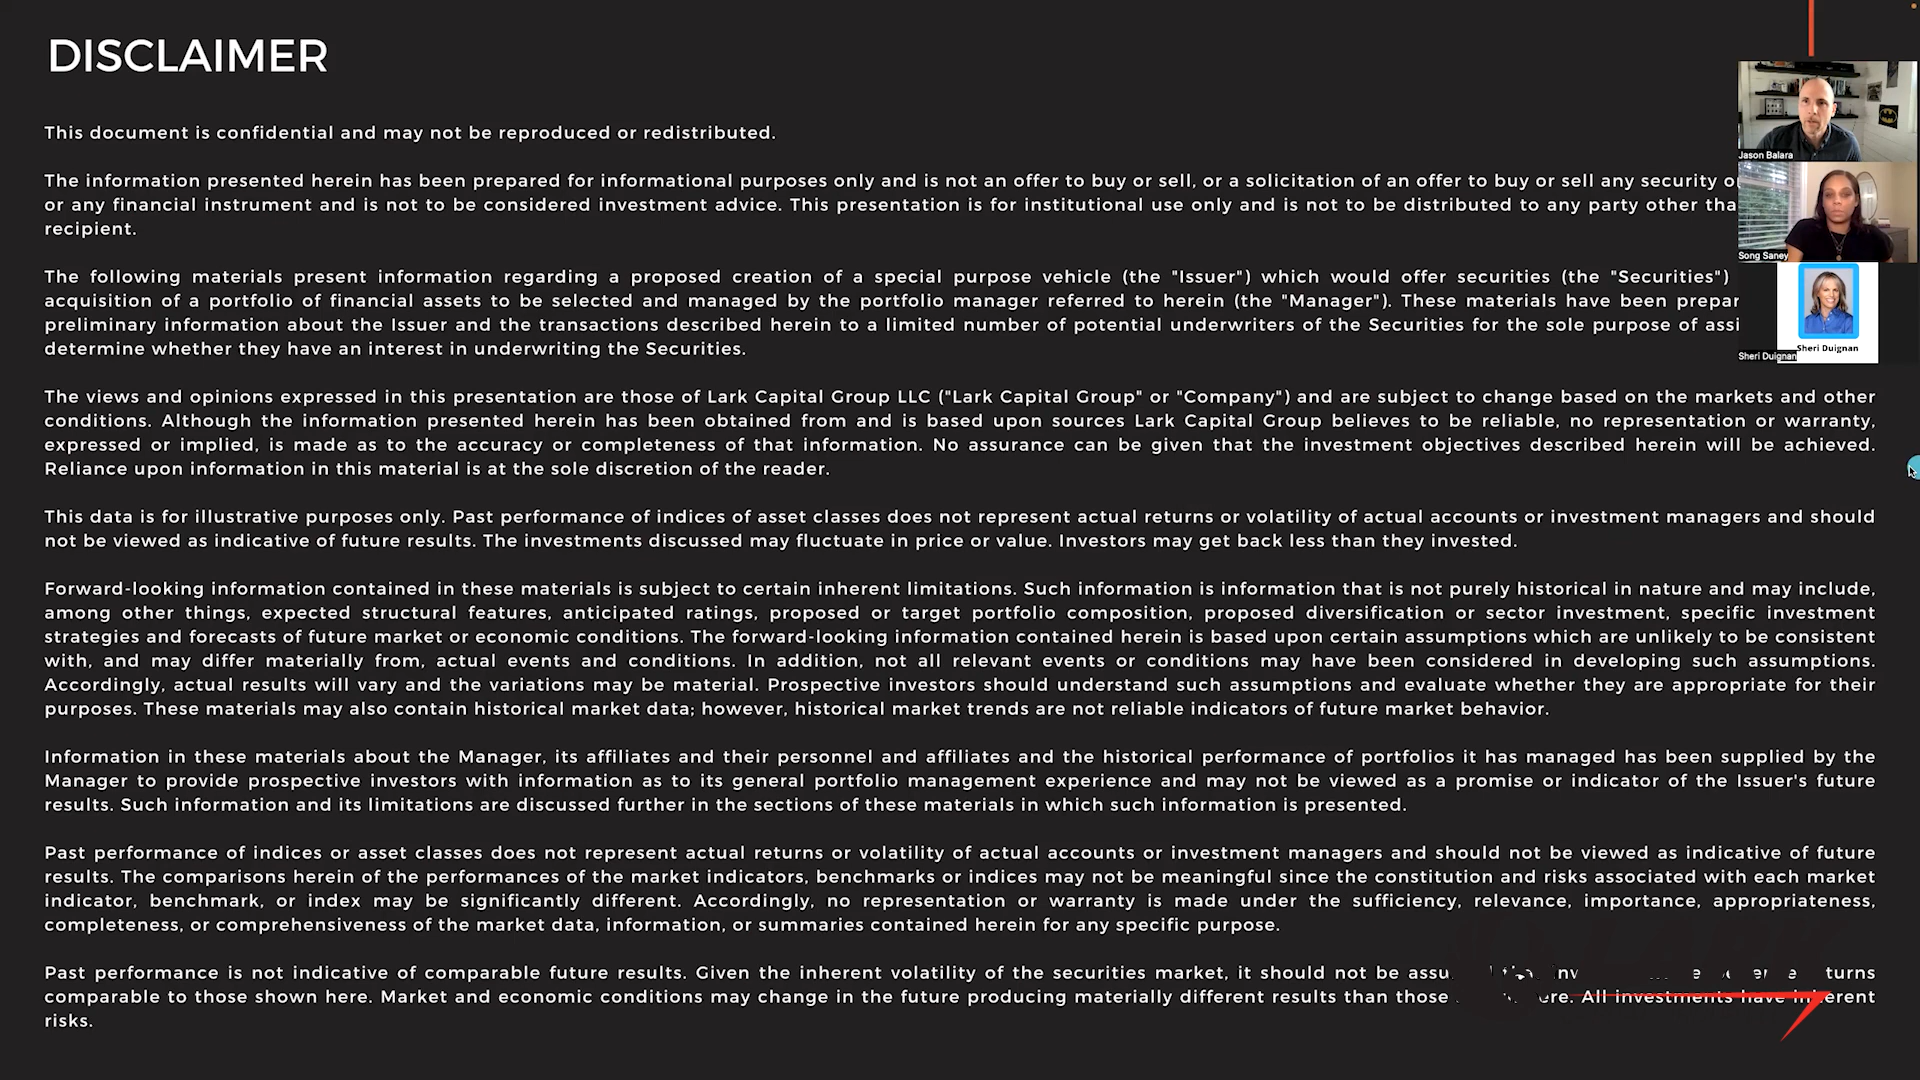 DISCLAIMER
This document is confidential and may not be reproduced or redistributed.
The information presented herein has been prepared for informational purposes only and is not an offer to buy or sell, or a solicitation of an offer to buy or sell any security
or any financial instrument and is not to be considered investment advice. This presentation is for institutional use only and is not to be distributed to any party other
recipient.
The following materials present information regarding a proposed creation of a special purpose vehicle (the "Issuer") which would offer securities (the "Securities")
acquisition of a portfolio of financial assets to be selected and managed by the portfolio manager referred to herein (the "Manager"). These materials have been
preliminary information about the Issuer and the transactions described herein to a limited number of potential underwriters of the Securities for the sole purpose of
determine whether they have an interest in underwriting the Securities.
The views and opinions expressed in this presentation are those of Lark Capital Group LLC ("Lark Capital Group" or "Company") and are subject to change based on the markets and other
conditions. Although the information presented herein has been obtained from and is based upon sources Lark Capital Group believes to be reliable, no representation or warranty,
expressed or implied, is made as to the accuracy or completeness of that information. No assurance can be given that the investment objectives described herein will be achieved.
Reliance upon information in this material is at the sole discretion of the reader.
This data is for illustrative purposes only. Past performance of indices of asset classes does not represent actual returns or volatility of actual accounts or investment managers and should
not be viewed as indicative of future results. The investments discussed may fluctuate in price or value. Investors may get back less than they invested.
Forward-looking information contained in these materials is subject to certain inherent limitations. Such information is information that is not purely historical in nature and may include,
among other things, expected structural features, anticipated ratings, proposed or target portfolio composition, proposed diversification or sector investment, specific investment
strategies and forecasts of future market or economic conditions. The forward-looking information contained herein is based upon certain assumptions which are unlikely to be consistent
with, and may differ materially from, actual events and conditions. In addition, not all relevant events or conditions may have been considered in developing such assumptions.
Accordingly, actual results will vary and the variations may be material. Prospective investors should understand such assumptions and evaluate whether they are appropriate for their
purposes. These materials may also contain historical market data; however, historical market trends are not reliable indicators of future market behavior.
Information in these materials about the Manager, its affiliates and their personnel and affiliates and the historical performance of portfolios it has managed has been supplied by the
Manager to provide prospective investors with information as to its general portfolio management experience and may not be viewed as a promise or indicator of the Issuer's future
results. Such information and its limitations are discussed further in the sections of these materials in which such information is presented.
Past performance of indices or asset classes does not represent actual returns or volatility of actual accounts or investment managers and should not be viewed as indicative of future
results. The comparisons herein of the performances of the market indicators, benchmarks or indices may not be meaningful since the constitution and risks associated with each market
indicator, benchmark, or index may be significantly different. Accordingly, no representation or warranty is made under the sufficiency, relevance, importance, appropriateness,
completeness, or comprehensiveness of the market data, information, or summaries contained herein for any specific purpose.
Past performance is not indicative of comparable future results. Given the inherent volatility of the securities market, it should not be
comparable to those shown here. Market and economic conditions may change in the future producing materially different results than those All investments have inherent
risks.
Jason Balara
Song Saney
Sheri Duignan
Sheri Duignan